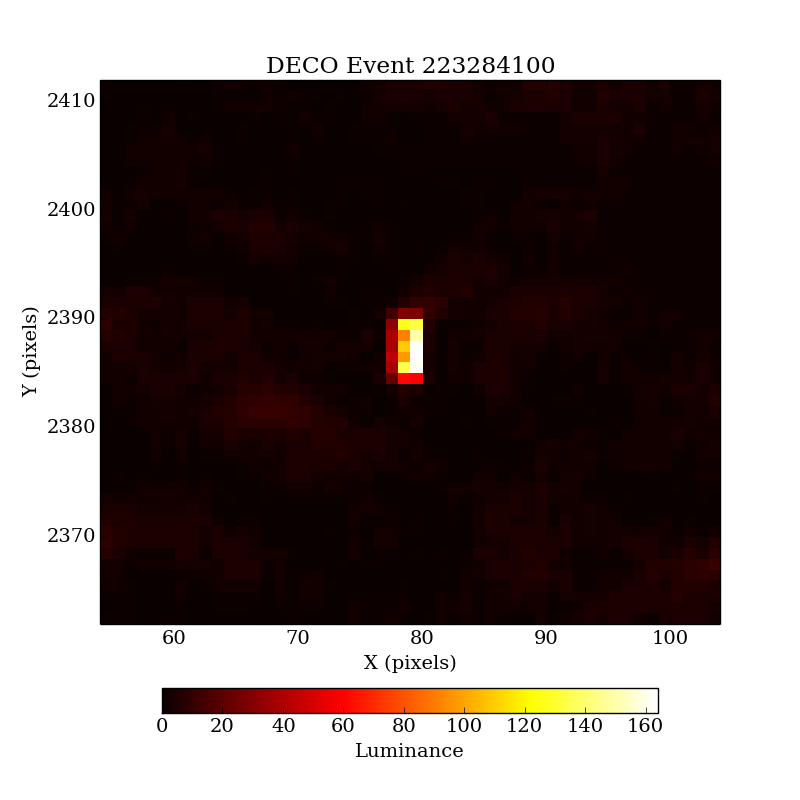 DECO Event 223284100
2410
2400
2390
2380
2370
Y (pixels)
60 70 80 90 100
X (pixels)
0 20 40 60 80 100 120 140 160
Luminance